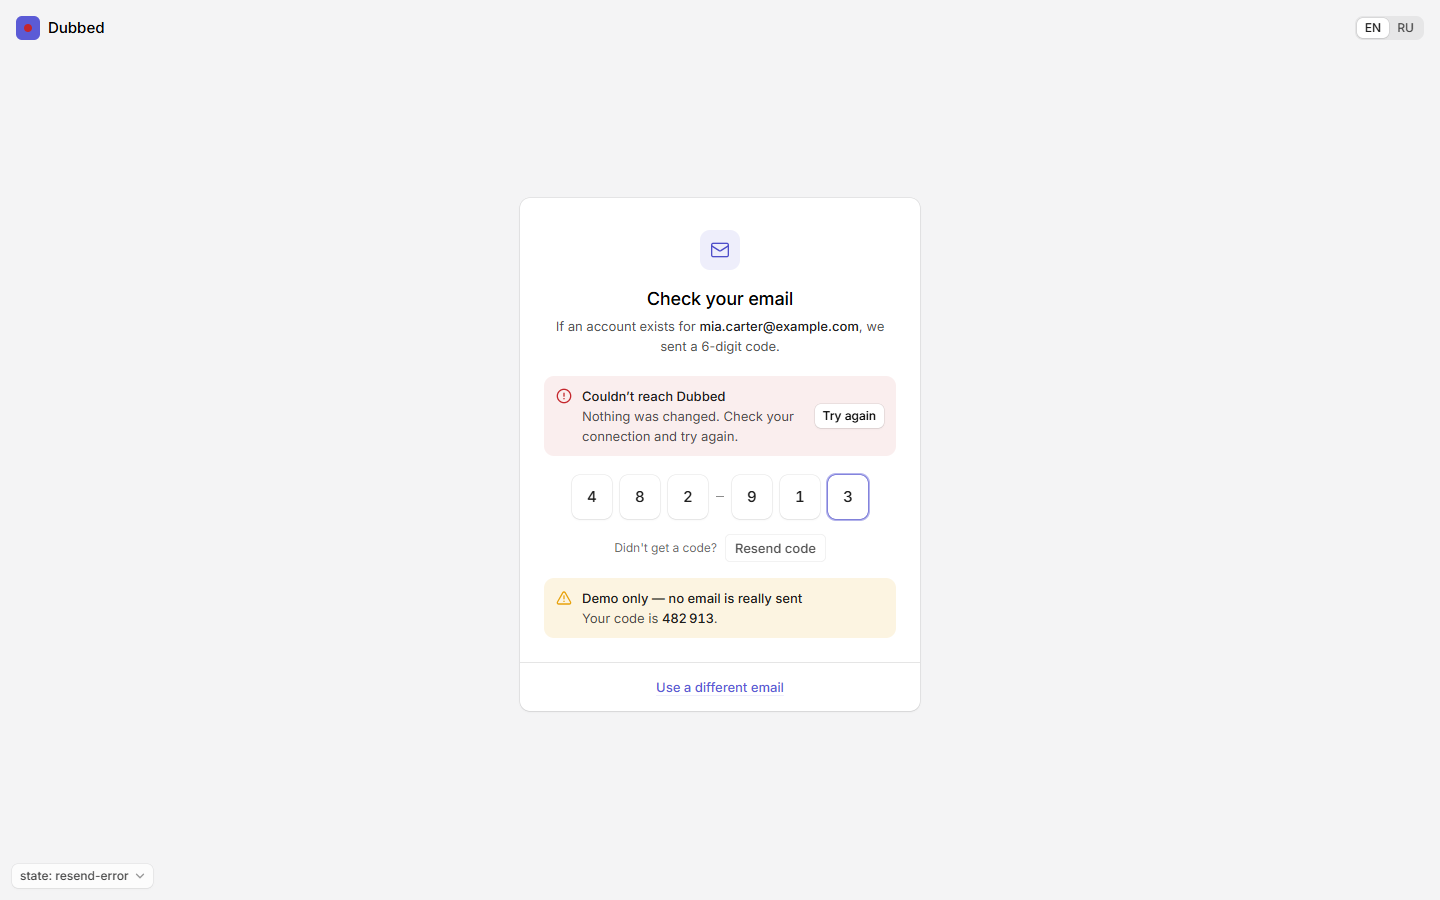 Dubbed
EN RU
Check your email
If an account exists for mia.carter@example.com, we
sent a 6-digit code.
Couldn’t reach Dubbed
Nothing was changed. Check your
connection and try again.
Try again
4 8 2 – 9 1 3
Didn't get a code? Resend code
Demo only — no email is really sent
Your code is 482 913.
Use a different email
state: resend-error